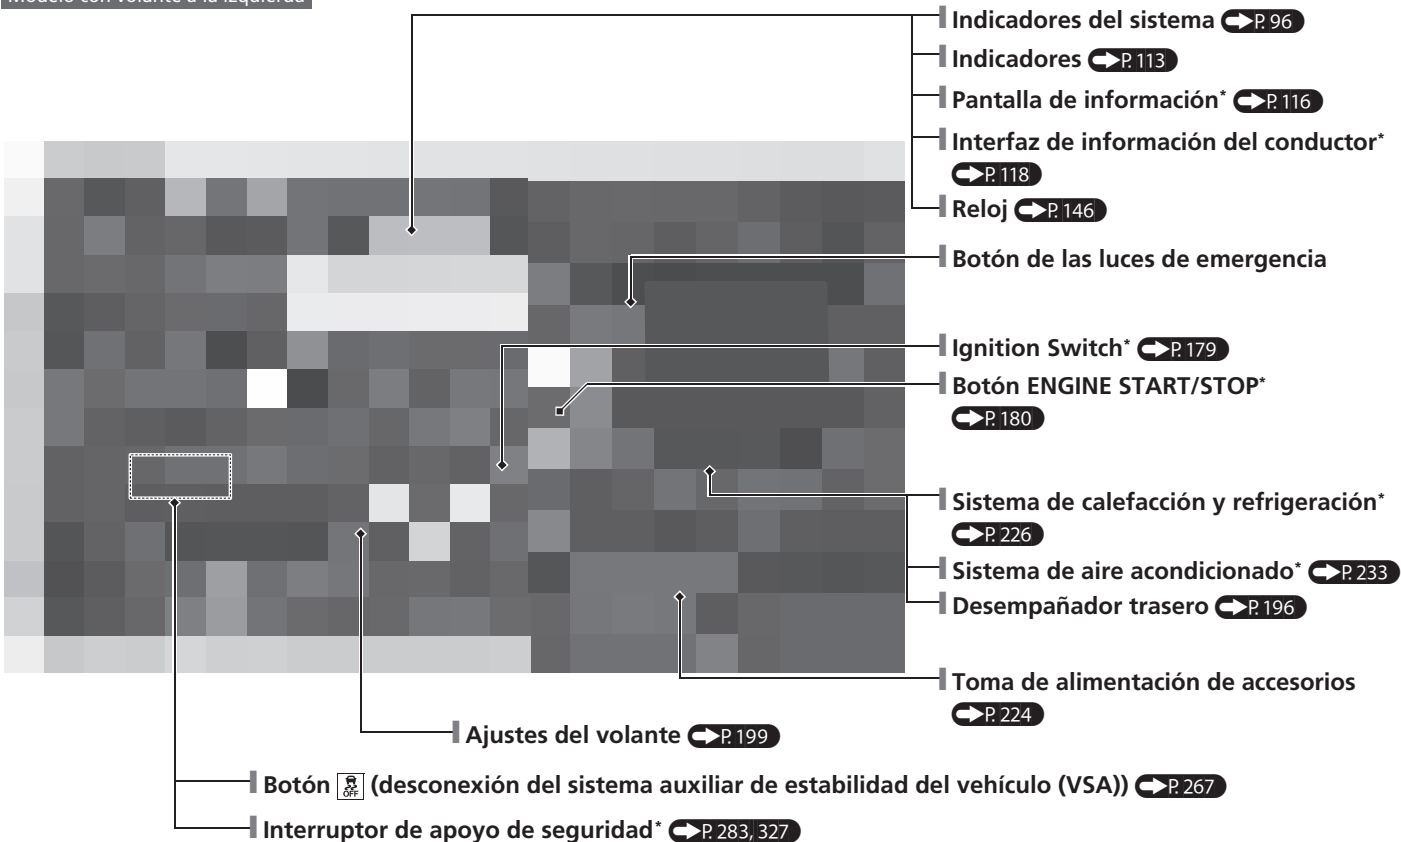 Modelo con volante a la izquierda
Indicadores del sistema P. 96
Indicadores P. 113
Pantalla de información* P. 116
Interfaz de información del conductor*
P. 118
Reloj P. 146
Botón de las luces de emergencia
Ignition Switch* P. 179
Botón ENGINE START/STOP*
P. 180
Sistema de calefacción y refrigeración*
P. 226
Sistema de aire acondicionado* P. 233
Desempañador trasero P. 196
Toma de alimentación de accesorios
P. 224
Ajustes del volante P. 199
Botón OFF (desconexión del sistema auxiliar de estabilidad del vehículo (VSA)) P. 267
Interruptor de apoyo de seguridad* P. 283, 327